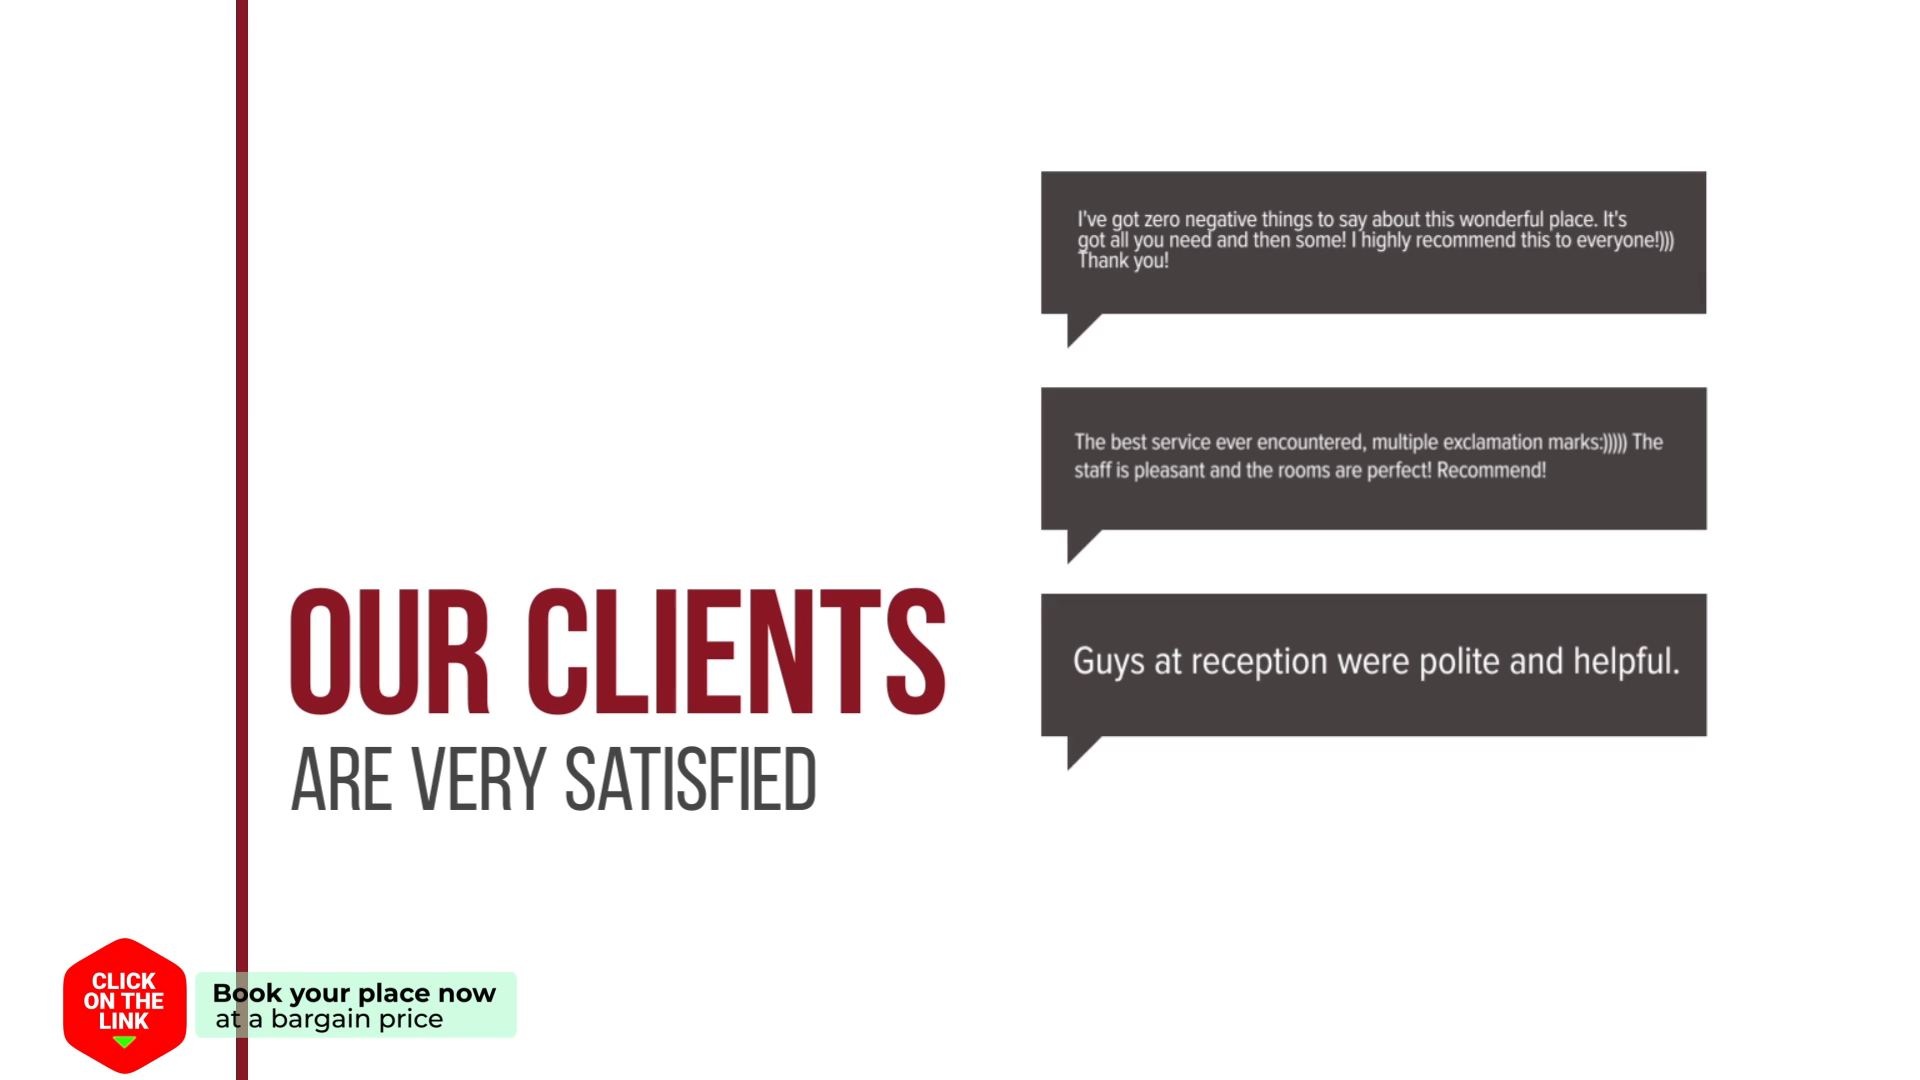 I've got zero negative things to say about this wonderful place. It's
got all you need and then some! I highly recommend this to everyone!)))
Thank you!
The best service ever encountered, multiple exclamation marks:))))) The
staff is pleasant and the rooms are perfect! Recommend!
Guys at reception were polite and helpful.
OUR CLIENTS
ARE VERY SATISFIED
CLICK
ON THE
LINK
Book your place now
at a bargain price